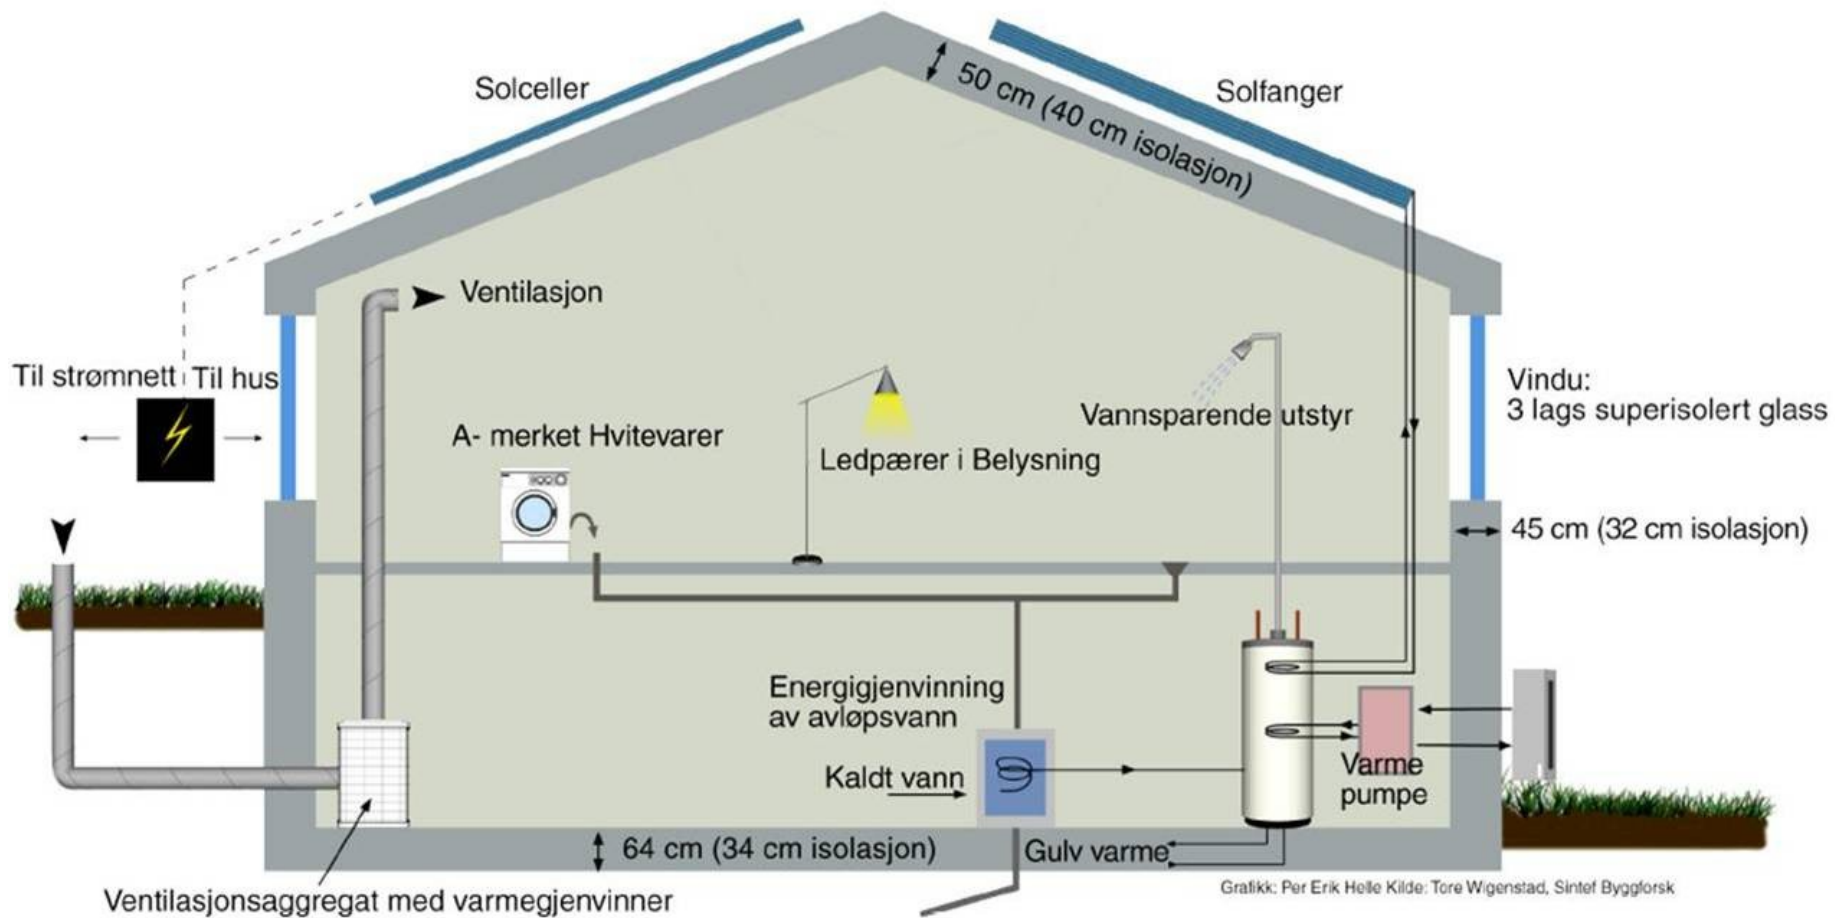 Solceller
Solfanger
50 cm (40 cm isolasjon)
Ventilasjon
Til strømnett
Til hus
A- merket Hvitevarer
Ledpærer i Belysning
Vannsparende utstyr
Vindu:
3 lags superisolert glass
45 cm (32 cm isolasjon)
Energigjenvinning
av avløpsvann
Kaldt vann
Varme
pumpe
64 cm (34 cm isolasjon)
Gulv varme
Ventilasjonsaggregat med varmegjenvinner
Grafikk: Per Erik Helle Kilde: Tore Wigenstad, Sintef Byggforsk